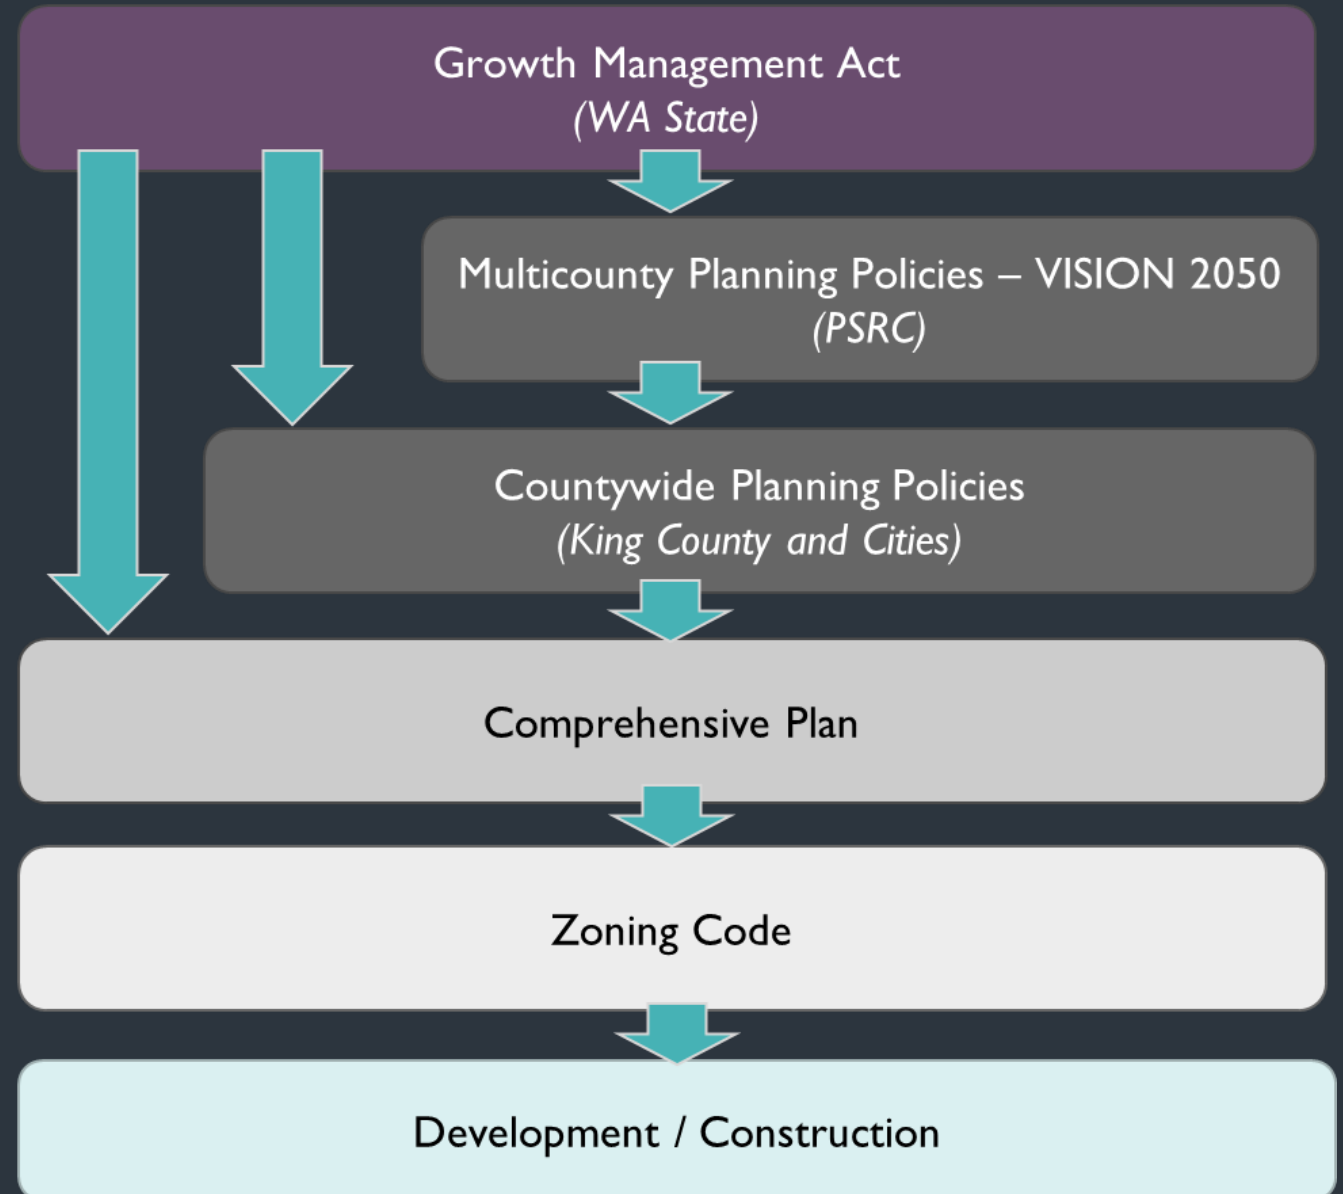 Growth Management Act
(WA State)
Multicounty Planning Policies – VISION 2050
(PSRC)
Countywide Planning Policies
(King County and Cities)
Comprehensive Plan
Zoning Code
Development / Construction